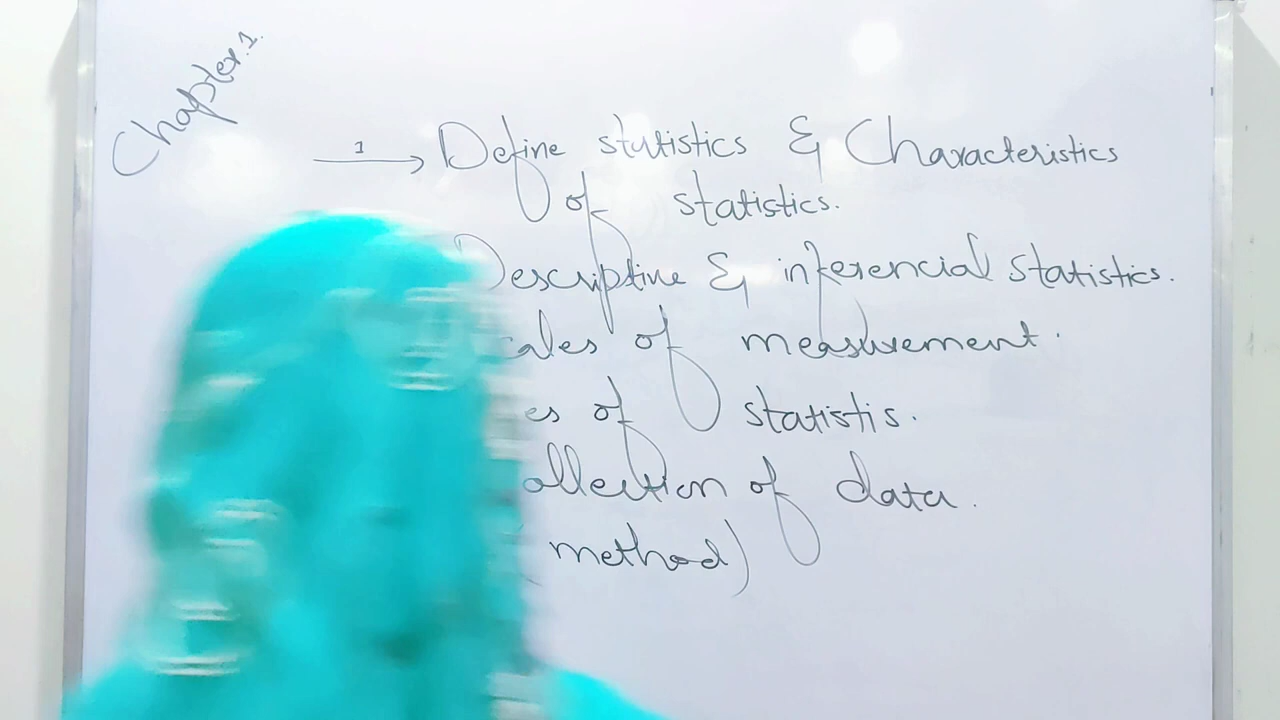 Chapter.1.
1 → Define statistics & Characteristics
of statistics.
Descriptive & inferencial statistics.
cales of measurement.
es of statistis.
ollection of data.
(method)